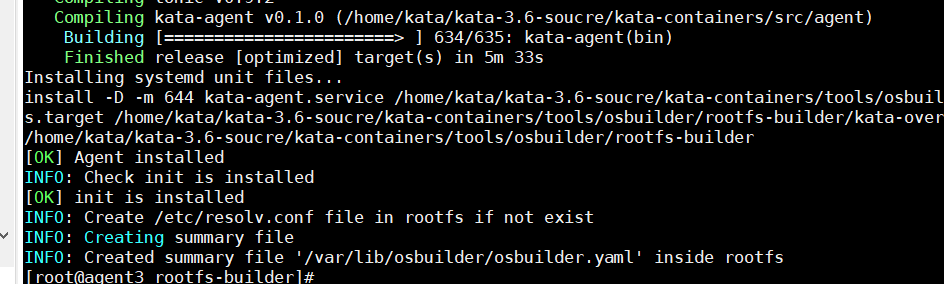 Compiling tonic v0.9.2
Compiling kata-agent v0.1.0 (/home/kata/kata-3.6-soucre/kata-containers/src/agent)
Building [=======================> ] 634/635: kata-agent(bin)
Finished release [optimized] target(s) in 5m 33s
Installing systemd unit files...
install -D -m 644 kata-agent.service /home/kata/kata-3.6-soucre/kata-containers/tools/osbuil
s.target /home/kata/kata-3.6-soucre/kata-containers/tools/osbuilder/rootfs-builder/kata-over
/home/kata/kata-3.6-soucre/kata-containers/tools/osbuilder/rootfs-builder
[OK] Agent installed
INFO: Check init is installed
[OK] init is installed
INFO: Create /etc/resolv.conf file in rootfs if not exist
INFO: Creating summary file
INFO: Created summary file '/var/lib/osbuilder/osbuilder.yaml' inside rootfs
[root@agent3 rootfs-builder]#